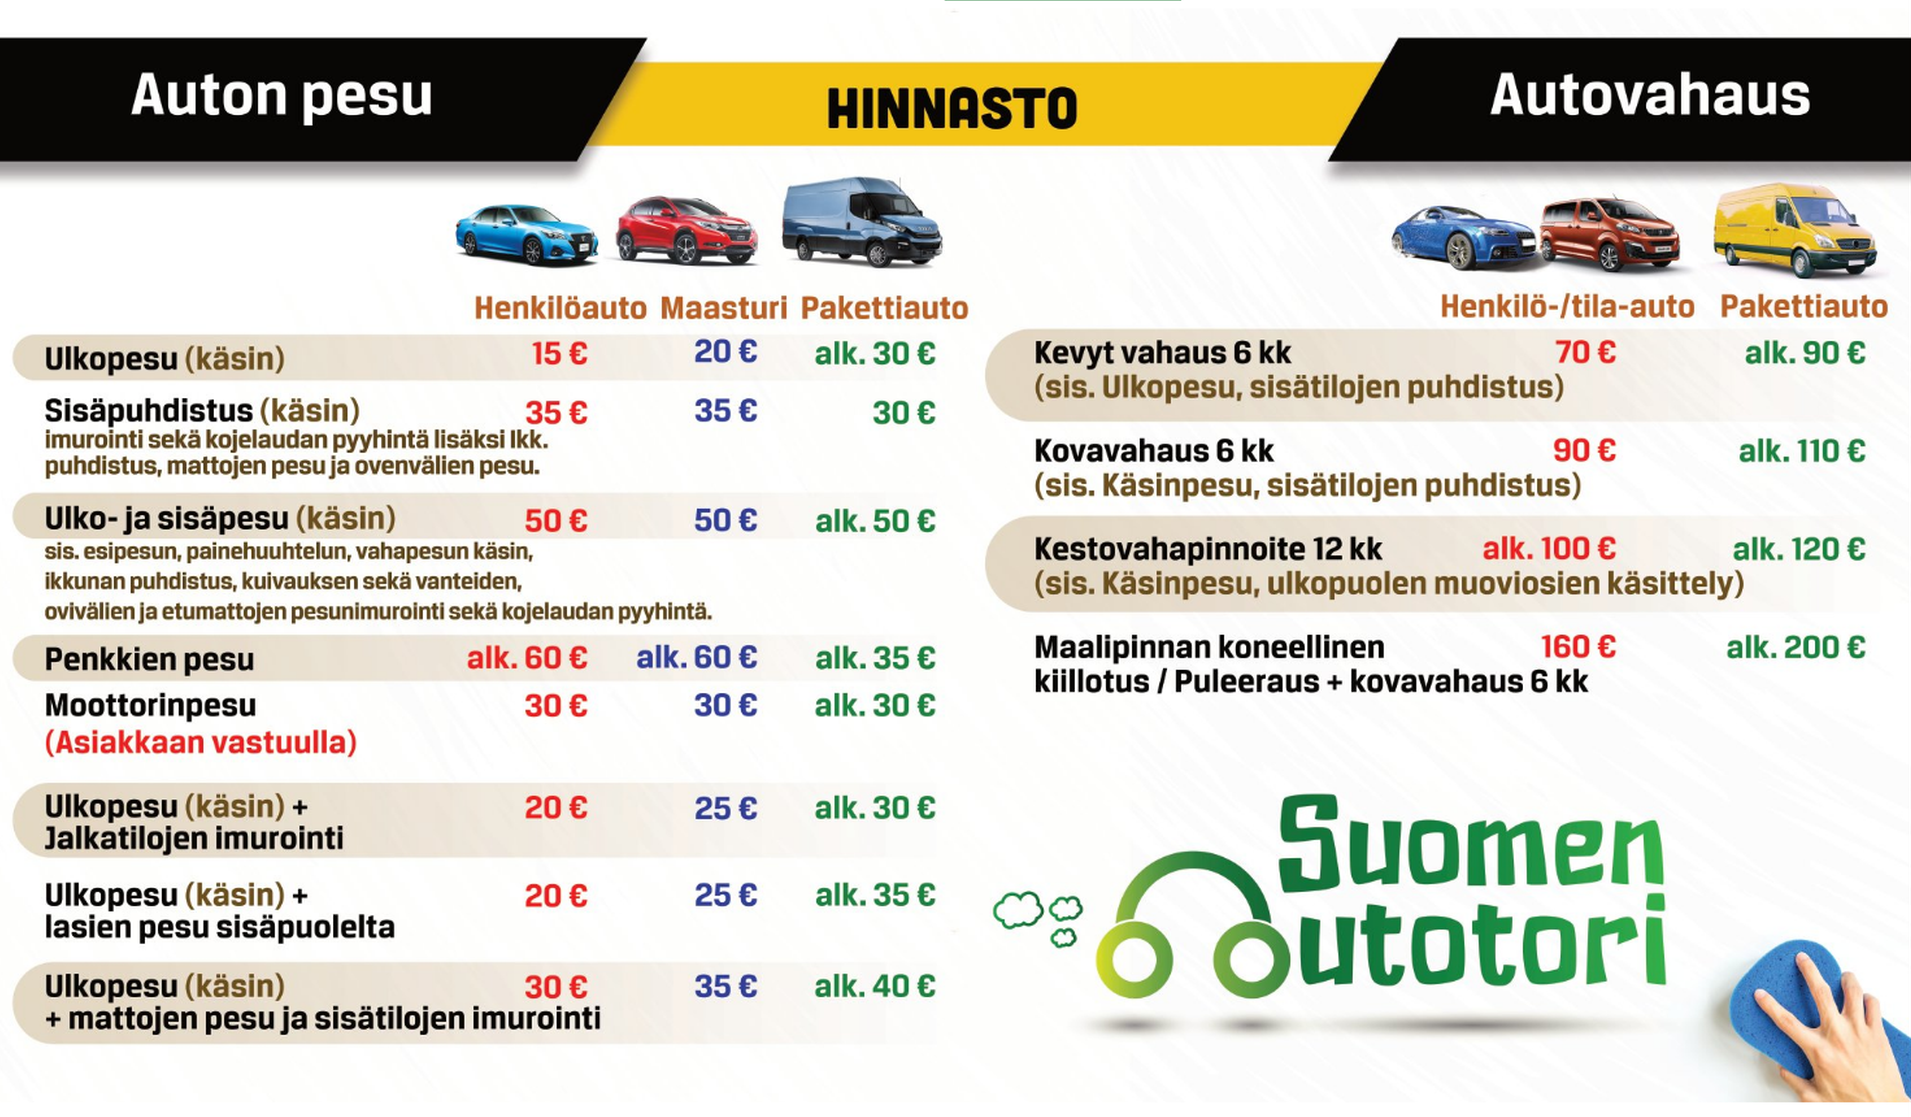 Auton pesu
HINNASTO
Autovahaus
Henkilöauto Maasturi Pakettiauto
Ulkopesu (käsin) 15 € 20 € alk. 30 €
Sisäpuhdistus (käsin) 35 € 35 € 30 €
imurointi sekä kojelaudan pyyhintä lisäksi lkk.
puhdistus, mattojen pesu ja ovenvälien pesu.
Ulko- ja sisäpesu (käsin) 50 € 50 € alk. 50 €
sis. esipesun, painehuuhtelun, vahapesun käsin,
ikkunan puhdistus, kuivauksen sekä vanteiden,
ovivälien ja etumattojen pesunimurointi sekä kojelaudan pyyhintä.
Penkkien pesu alk. 60 € alk. 60 € alk. 35 €
Moottorinpesu 30 € 30 € alk. 30 €
(Asiakkaan vastuulla)
Ulkopesu (käsin) + 20 € 25 € alk. 30 €
Jalkatilojen imurointi
Ulkopesu (käsin) + 20 € 25 € alk. 35 €
lasien pesu sisäpuolelta
Ulkopesu (käsin) 30 € 35 € alk. 40 €
+ mattojen pesu ja sisätilojen imurointi
Henkilö-/tila-auto Pakettiauto
Kevyt vahaus 6 kk 70 € alk. 90 €
(sis. Ulkopesu, sisätilojen puhdistus)
Kovavahaus 6 kk 90 € alk. 110 €
(sis. Käsinpesu, sisätilojen puhdistus)
Kestovahapinnoite 12 kk alk. 100 € alk. 120 €
(sis. Käsinpesu, ulkopuolen muoviosien käsittely)
Maalipinnan koneellinen 160 € alk. 200 €
kiillotus / Puleeraus + kovavahaus 6 kk
Suomen
utotori